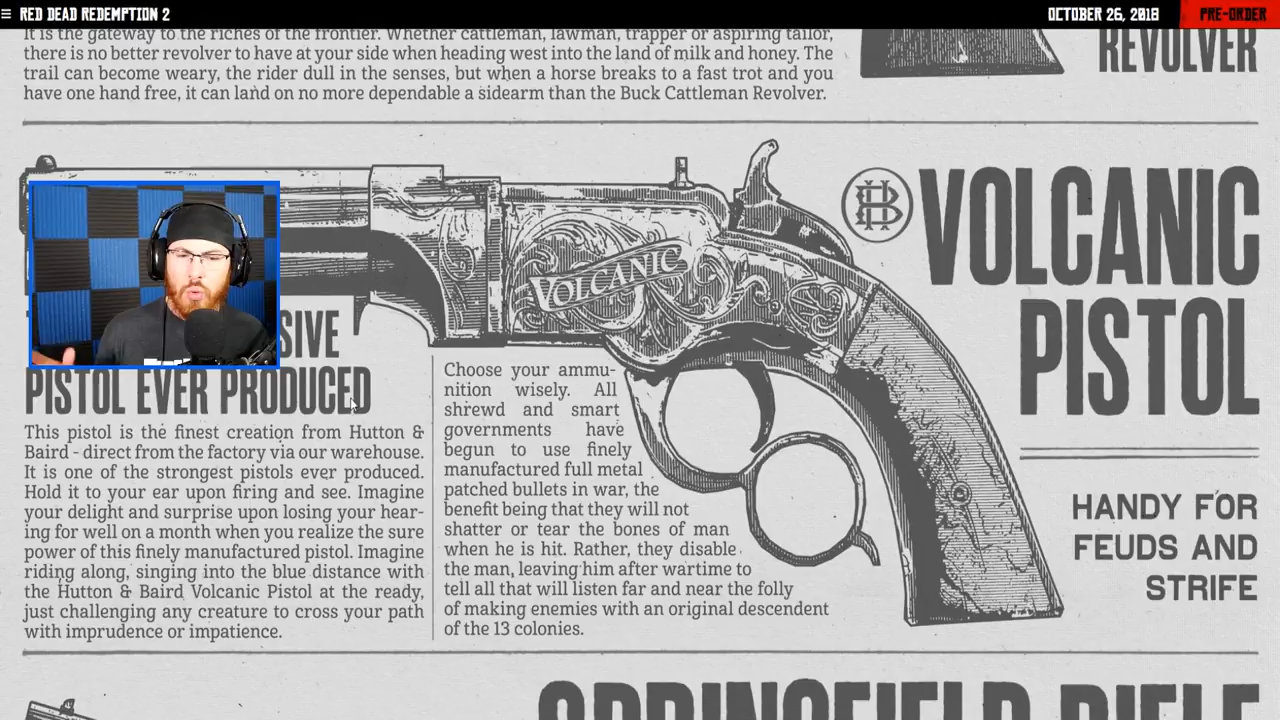 RED DEAD REDEMPTION 2
OCTOBER 26, 2018
PRE-ORDER
It is the gateway to the riches of the frontier. Whether cattleman, lawman, trapper or aspiring tailor,
there is no better revolver to have at your side when heading west into the land of milk and honey. The
trail can become weary, the rider dull in the senses, but when a horse breaks to a fast trot and you
have one hand free, it can land on no more dependable a sidearm than the Buck Cattleman Revolver.
REVOLVER
VOLCANIC
VOLCANIC
PISTOL
HANDY FOR
FEUDS AND
STRIFE
PISTOL EVER PRODUCED
This pistol is the finest creation from Hutton &
Baird - direct from the factory via our warehouse.
It is one of the strongest pistols ever produced.
Hold it to your ear upon firing and see. Imagine
your delight and surprise upon losing your hear-
ing for well on a month when you realize the sure
power of this finely manufactured pistol. Imagine
riding along, singing into the blue distance with
the Hutton & Baird Volcanic Pistol at the ready,
just challenging any creature to cross your path
with imprudence or impatience.
Choose your ammu-
nition wisely. All
shrewd and smart
governments have
begun to use finely
manufactured full metal
patched bullets in war, the
benefit being that they will not
shatter or tear the bones of man
when he is hit. Rather, they disable
the man, leaving him after wartime to
tell all that will listen far and near the folly
of making enemies with an original descendent
of the 13 colonies.
SPRINGFIELD RIFLE